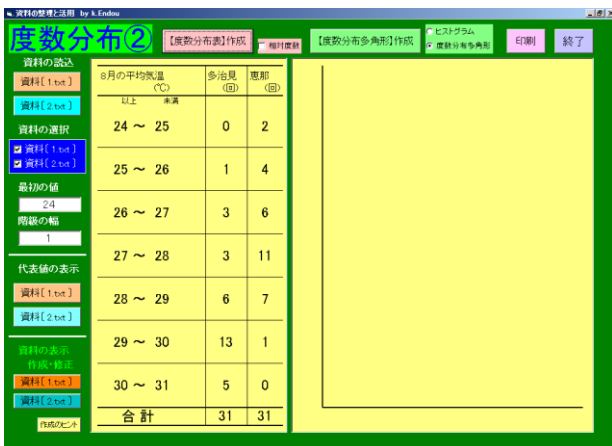 資料の整理と活用 by k.Endou
度数分布② 【度数分布表】作成 相対度数 【度数分布多角形】作成 ヒストグラム 印刷 終了
度数分布多角形
資料の読込
資料[1.txt]
資料[2.txt]
資料の選択
資料[1.txt]
資料[2.txt]
最初の値
24
階級の幅
1
代表値の表示
資料[1.txt]
資料[2.txt]
資料の表示
作成・修正
資料[1.txt]
資料[2.txt]
作成のヒント
8月の平均気温 多治見 恵那
(℃) (回) (回)
以上 未満
24 ～ 25 0 2
25 ～ 26 1 4
26 ～ 27 3 6
27 ～ 28 3 11
28 ～ 29 6 7
29 ～ 30 13 1
30 ～ 31 5 0
合計 31 31